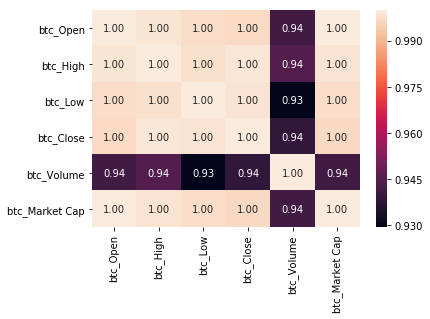 btc_Open 1.00 1.00 1.00 1.00 0.94 1.00
btc_High 1.00 1.00 1.00 1.00 0.94 1.00
btc_Low 1.00 1.00 1.00 1.00 0.93 1.00
btc_Close 1.00 1.00 1.00 1.00 0.94 1.00
btc_Volume 0.94 0.94 0.93 0.94 1.00 0.94
btc_Market Cap 1.00 1.00 1.00 1.00 0.94 1.00
btc_Open
btc_High
btc_Low
btc_Close
btc_Volume
btc_Market Cap
0.990
0.975
0.960
0.945
0.930